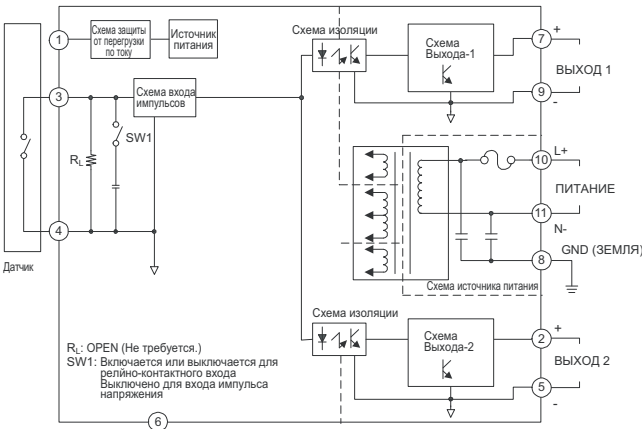 1
Схема защиты
от перегрузки
по току
Источник
питания
Схема изоляции
Схема
Выхода-1
7
+
ВЫХОД 1
9
-
3
Схема входа
импульсов
SW1
RL
4
Датчик
10
L+
ПИТАНИЕ
11
N-
8
GND (ЗЕМЛЯ)
Схема источника питания
Схема изоляции
Схема
Выхода-2
2
+
ВЫХОД 2
5
-
RL: OPEN (Не требуется.)
SW1: Включается или выключается для
релйно-контактного входа
Выключено для входа импульса
напряжения
6